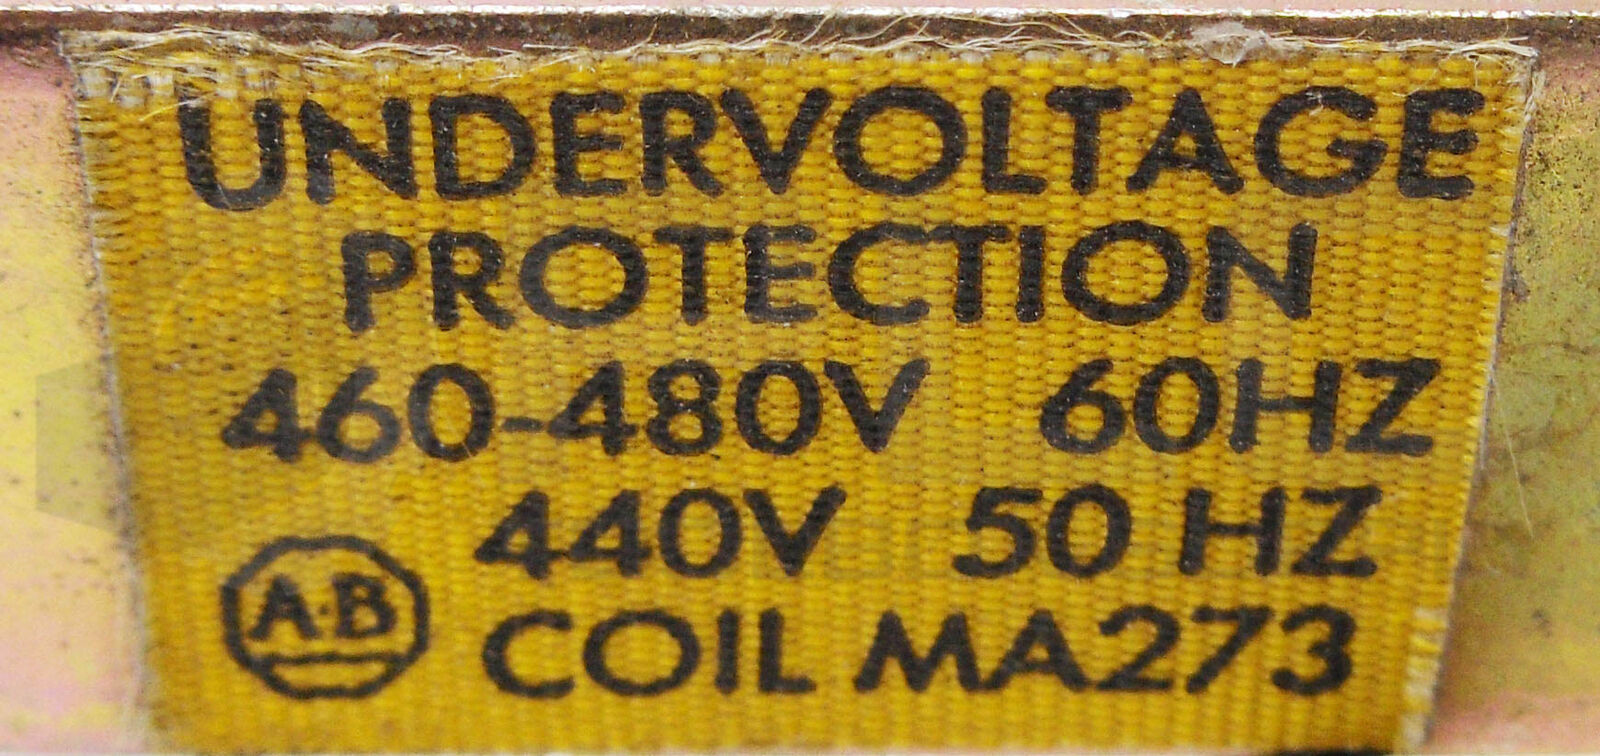 UNDERVOLTAGE
PROTECTION
460-480V 60HZ
440V 50 HZ
A·B
COIL MA273